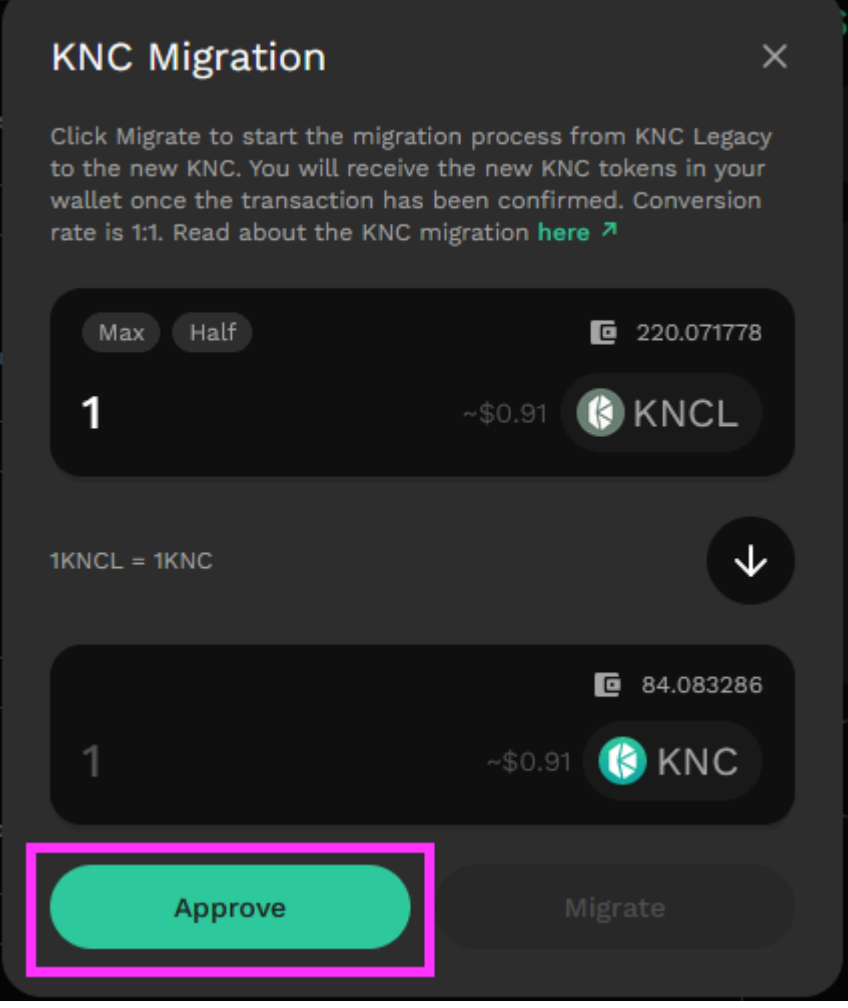 KNC Migration
Click Migrate to start the migration process from KNC Legacy
to the new KNC. You will receive the new KNC tokens in your
wallet once the transaction has been confirmed. Conversion
rate is 1:1. Read about the KNC migration here ↗
Max Half 220.071778
1 ~$0.91 KNCL
1KNCL = 1KNC
84.083286
1 ~$0.91 KNC
Approve Migrate